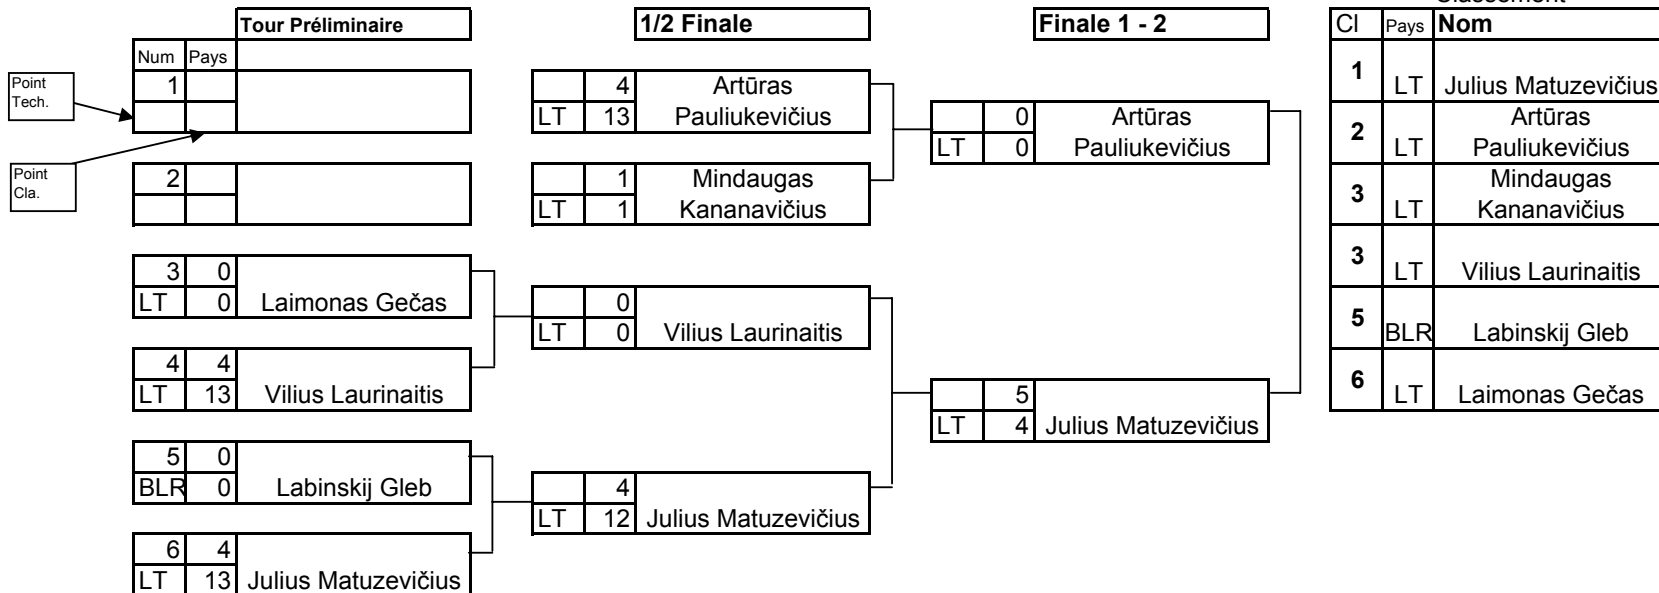 Classement
Tour Préliminaire 1/2 Finale Finale 1 - 2 Cl Pays Nom
Num Pays
Point
Tech.
Point
Cla.
1
2
3 0
LT 0 Laimonas Gečas
4 4
LT 13 Vilius Laurinaitis
5 0
BLR 0 Labinskij Gleb
6 4
LT 13 Julius Matuzevičius
4 Artūras
LT 13 Pauliukevičius
1 Mindaugas
LT 1 Kananavičius
0
LT 0 Vilius Laurinaitis
4
LT 12 Julius Matuzevičius
0 Artūras
LT 0 Pauliukevičius
5
LT 4 Julius Matuzevičius
1 LT Julius Matuzevičius
2 LT Artūras
Pauliukevičius
3 LT Mindaugas
Kananavičius
3 LT Vilius Laurinaitis
5 BLR Labinskij Gleb
6 LT Laimonas Gečas